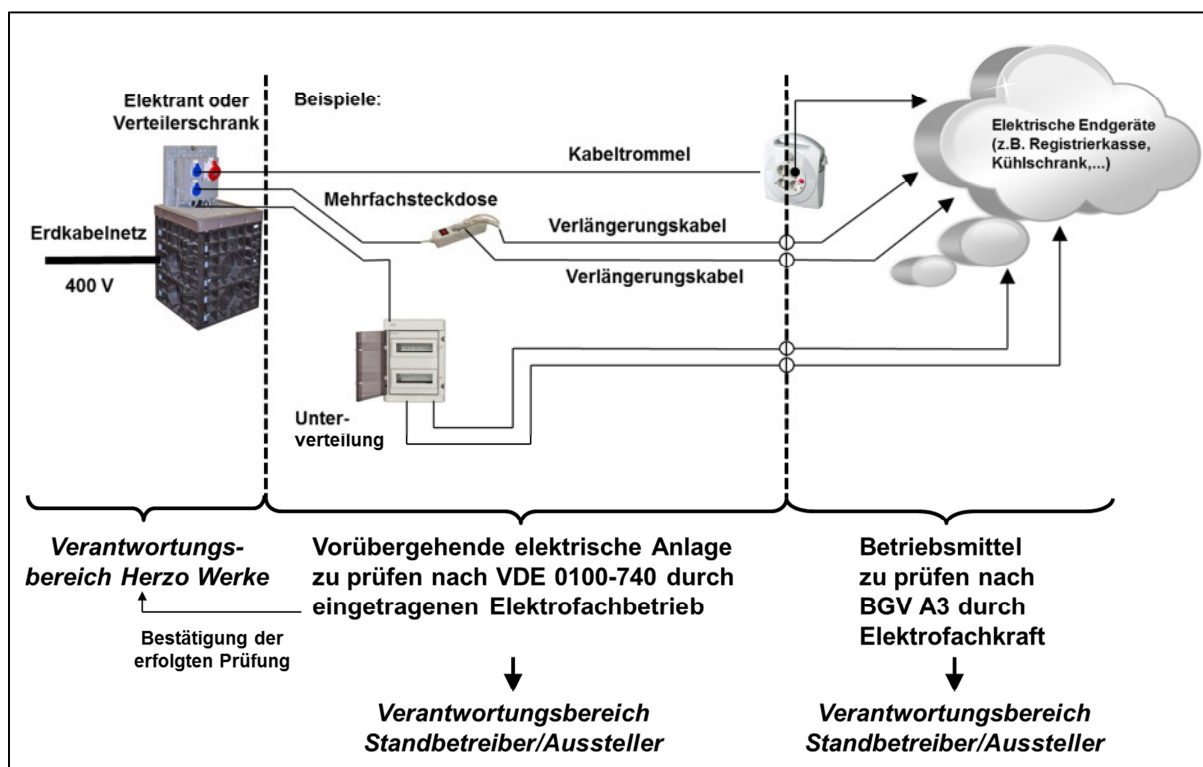 Elektrant oder
Verteilerschrank
Beispiele:
Kabeltrommel
Elektrische Endgeräte
(z.B. Registrierkasse,
Kühlschrank,...)
Mehrfachsteckdose
Verlängerungskabel
Erdkabelnetz
400 V
Verlängerungskabel
Unter-
verteilung
Verantwortungs-
bereich Herzo Werke
Bestätigung der
erfolgten Prüfung
Vorübergehende elektrische Anlage
zu prüfen nach VDE 0100-740 durch
eingetragenen Elektrofachbetrieb
Verantwortungsbereich
Standbetreiber/Aussteller
Betriebsmittel
zu prüfen nach
BGV A3 durch
Elektrofachkraft
Verantwortungsbereich
Standbetreiber/Aussteller